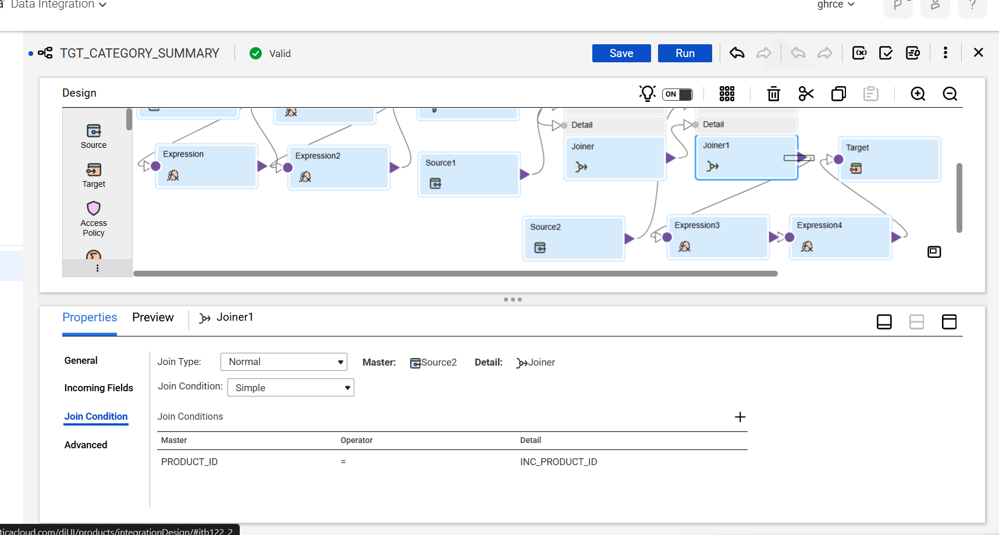 Data Integration
ghrce
?
TGT_CATEGORY_SUMMARY
Valid
Save
Run
Design
ON
Source
Target
Access
Policy
Expression
Expression2
Source1
Detail
Joiner
Detail
Joiner1
Target
Source2
Expression3
Expression4
Properties
Preview
Joiner1
General
Incoming Fields
Join Condition
Advanced
Join Type:
Normal
Master:
Source2
Detail:
Joiner
Join Condition:
Simple
Join Conditions
Master
Operator
Detail
PRODUCT_ID
=
INC_PRODUCT_ID
ticacloud.com/diUI/products/integrationDesign/#itb122_2